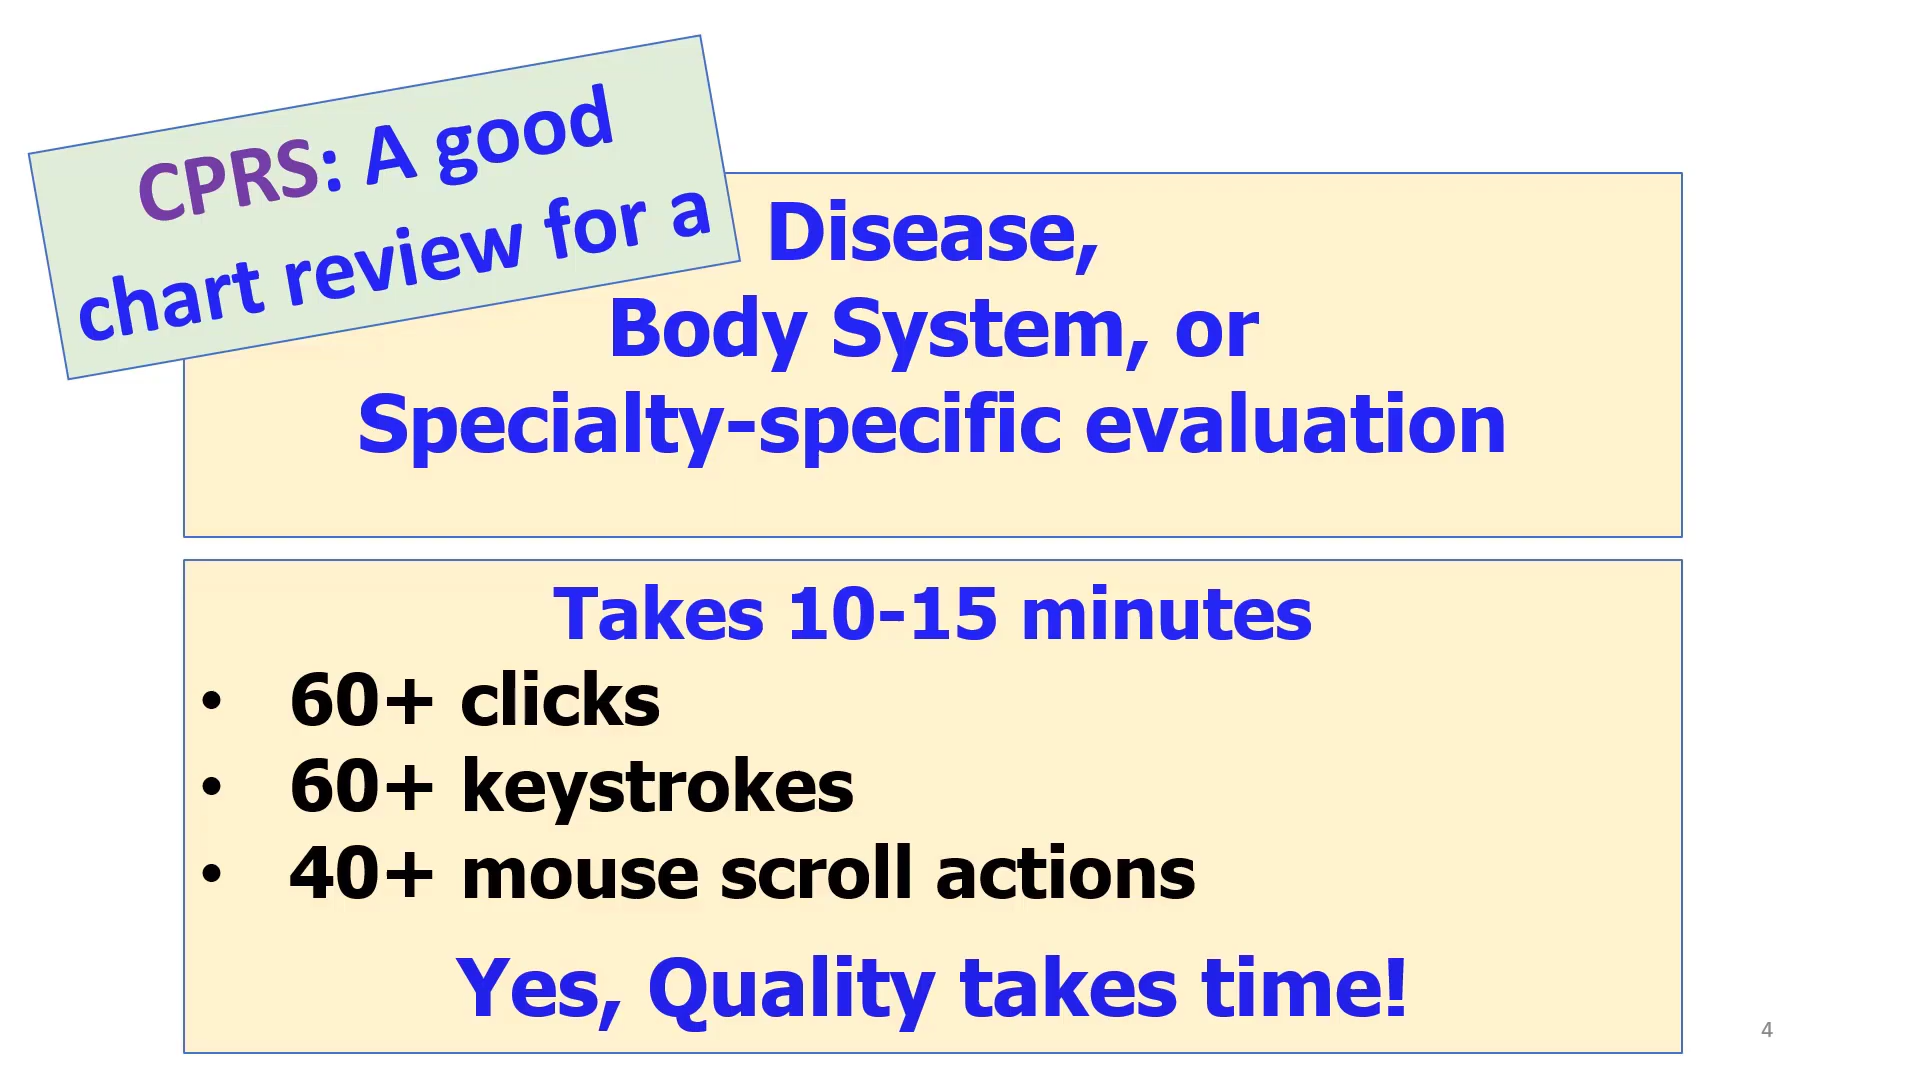 CPRS: A good
chart review for a
Disease,
Body System, or
Specialty-specific evaluation
Takes 10-15 minutes
• 60+ clicks
• 60+ keystrokes
• 40+ mouse scroll actions
Yes, Quality takes time!
4